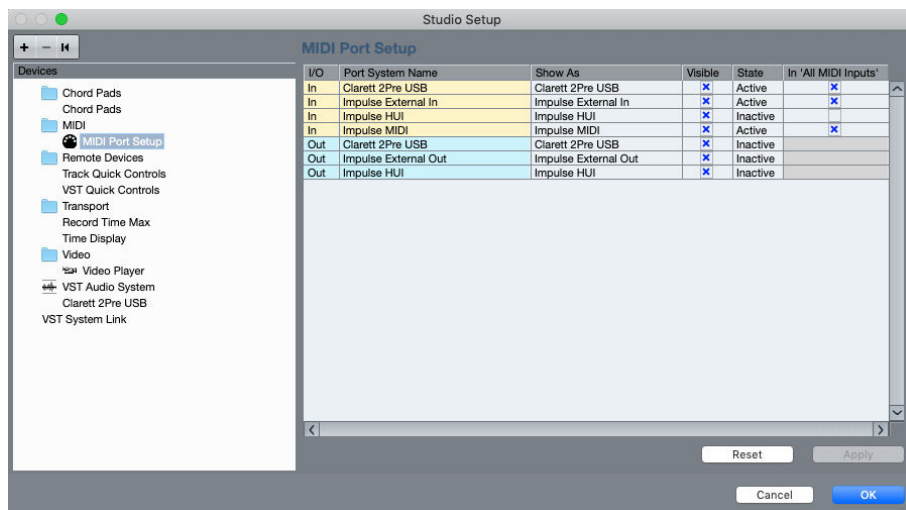 Studio Setup
MIDI Port Setup
Devices
Chord Pads
Chord Pads
MIDI
MIDI Port Setup
Remote Devices
Track Quick Controls
VST Quick Controls
Transport
Record Time Max
Time Display
Video
Video Player
VST Audio System
Clarett 2Pre USB
VST System Link
I/O Port System Name Show As Visible State In 'All MIDI Inputs'
In Clarett 2Pre USB Clarett 2Pre USB Active
In Impulse External In Impulse External In Active
In Impulse HUI Impulse HUI Inactive
In Impulse MIDI Impulse MIDI Active
Out Clarett 2Pre USB Clarett 2Pre USB Inactive
Out Impulse External Out Impulse External Out Inactive
Out Impulse HUI Impulse HUI Inactive
Reset Apply
Cancel OK